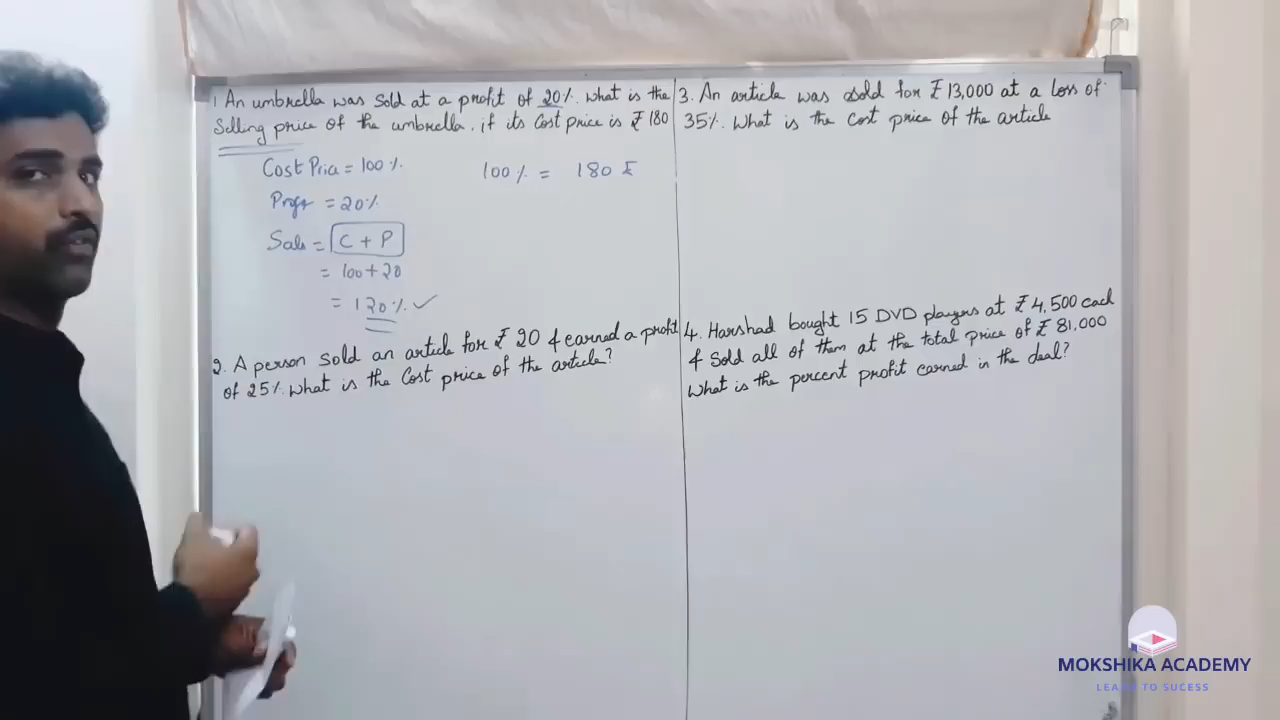 1 An umbrella was sold at a profit of 20%. What is the
Selling price of the umbrella. if its Cost price is ₹ 180
Cost Price = 100%.
Profit = 20%
Sale = C + P
= 100+20
= 120%. ✓
100% = 180 ₹
2. A person sold an article for ₹ 20 & earned a profit
of 25%. What is the Cost price of the article?
3. An article was sold for ₹ 13,000 at a loss of
35%. What is the Cost price of the article
4. Harshad bought 15 DVD players at ₹ 4,500 each
& Sold all of them at the total price of ₹ 81,000
What is the percent profit earned in the deal?
MOKSHIKA ACADEMY
LEARN TO SUCESS